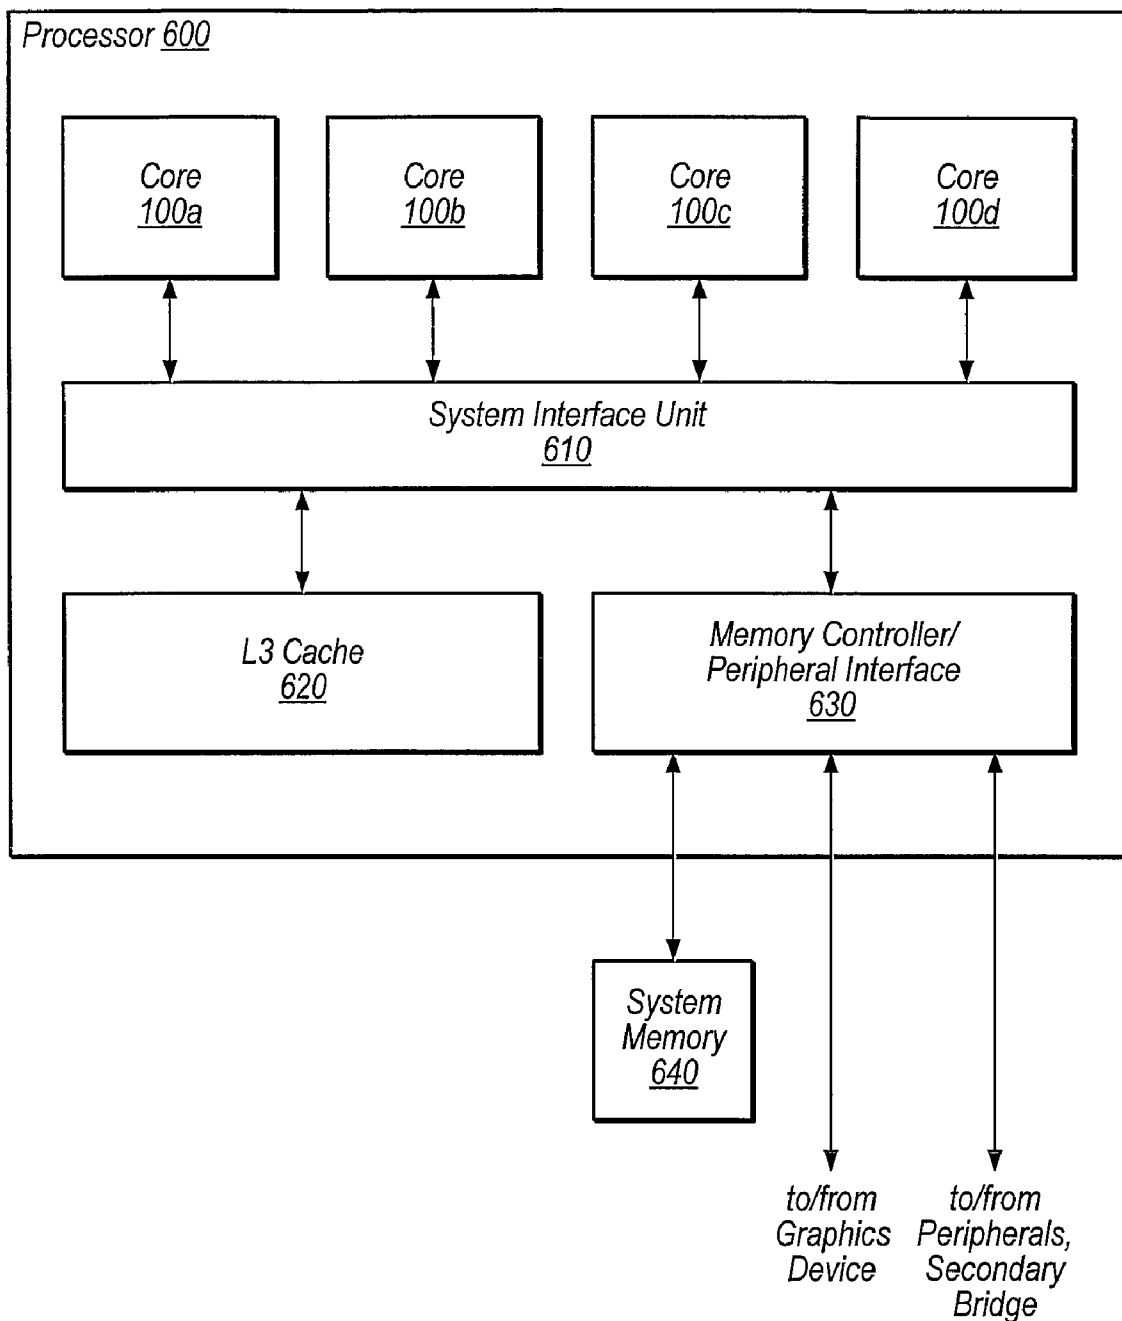 Processor 600
Core
100a
Core
100b
Core
100c
Core
100d
System Interface Unit
610
L3 Cache
620
Memory Controller/
Peripheral Interface
630
System
Memory
640
to/from
Graphics
Device
to/from
Peripherals,
Secondary
Bridge